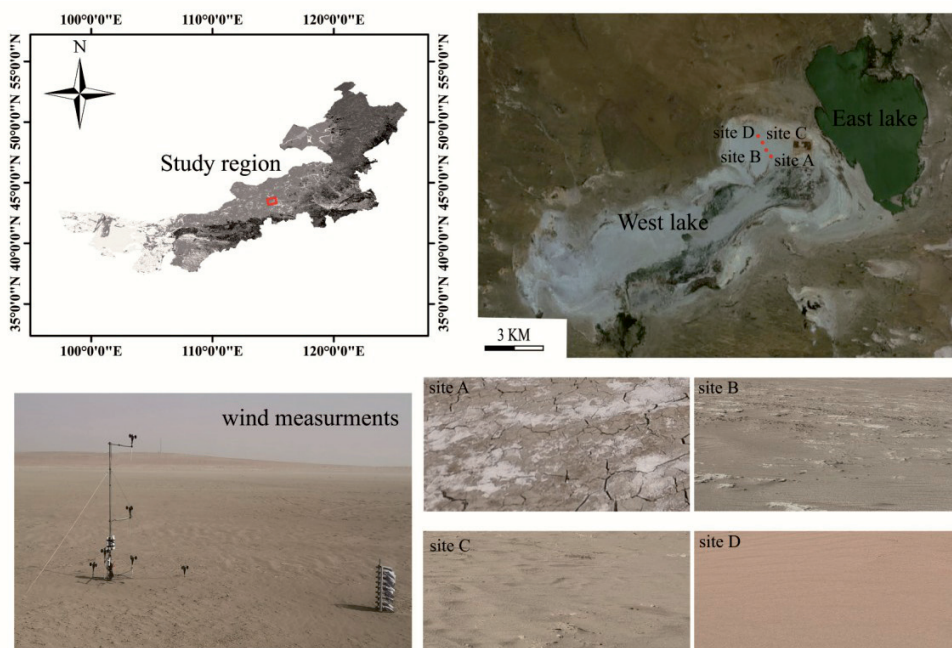 100°0'0"E 110°0'0"E 120°0'0"E
N
55°0'0"N
50°0'0"N
45°0'0"N
40°0'0"N
35°0'0"N
Study region
55°0'0"N
50°0'0"N
45°0'0"N
40°0'0"N
35°0'0"N
100°0'0"E 110°0'0"E 120°0'0"E
East lake
site D site C
site B site A
West lake
3 KM
wind measurments
site A
site B
site C
site D